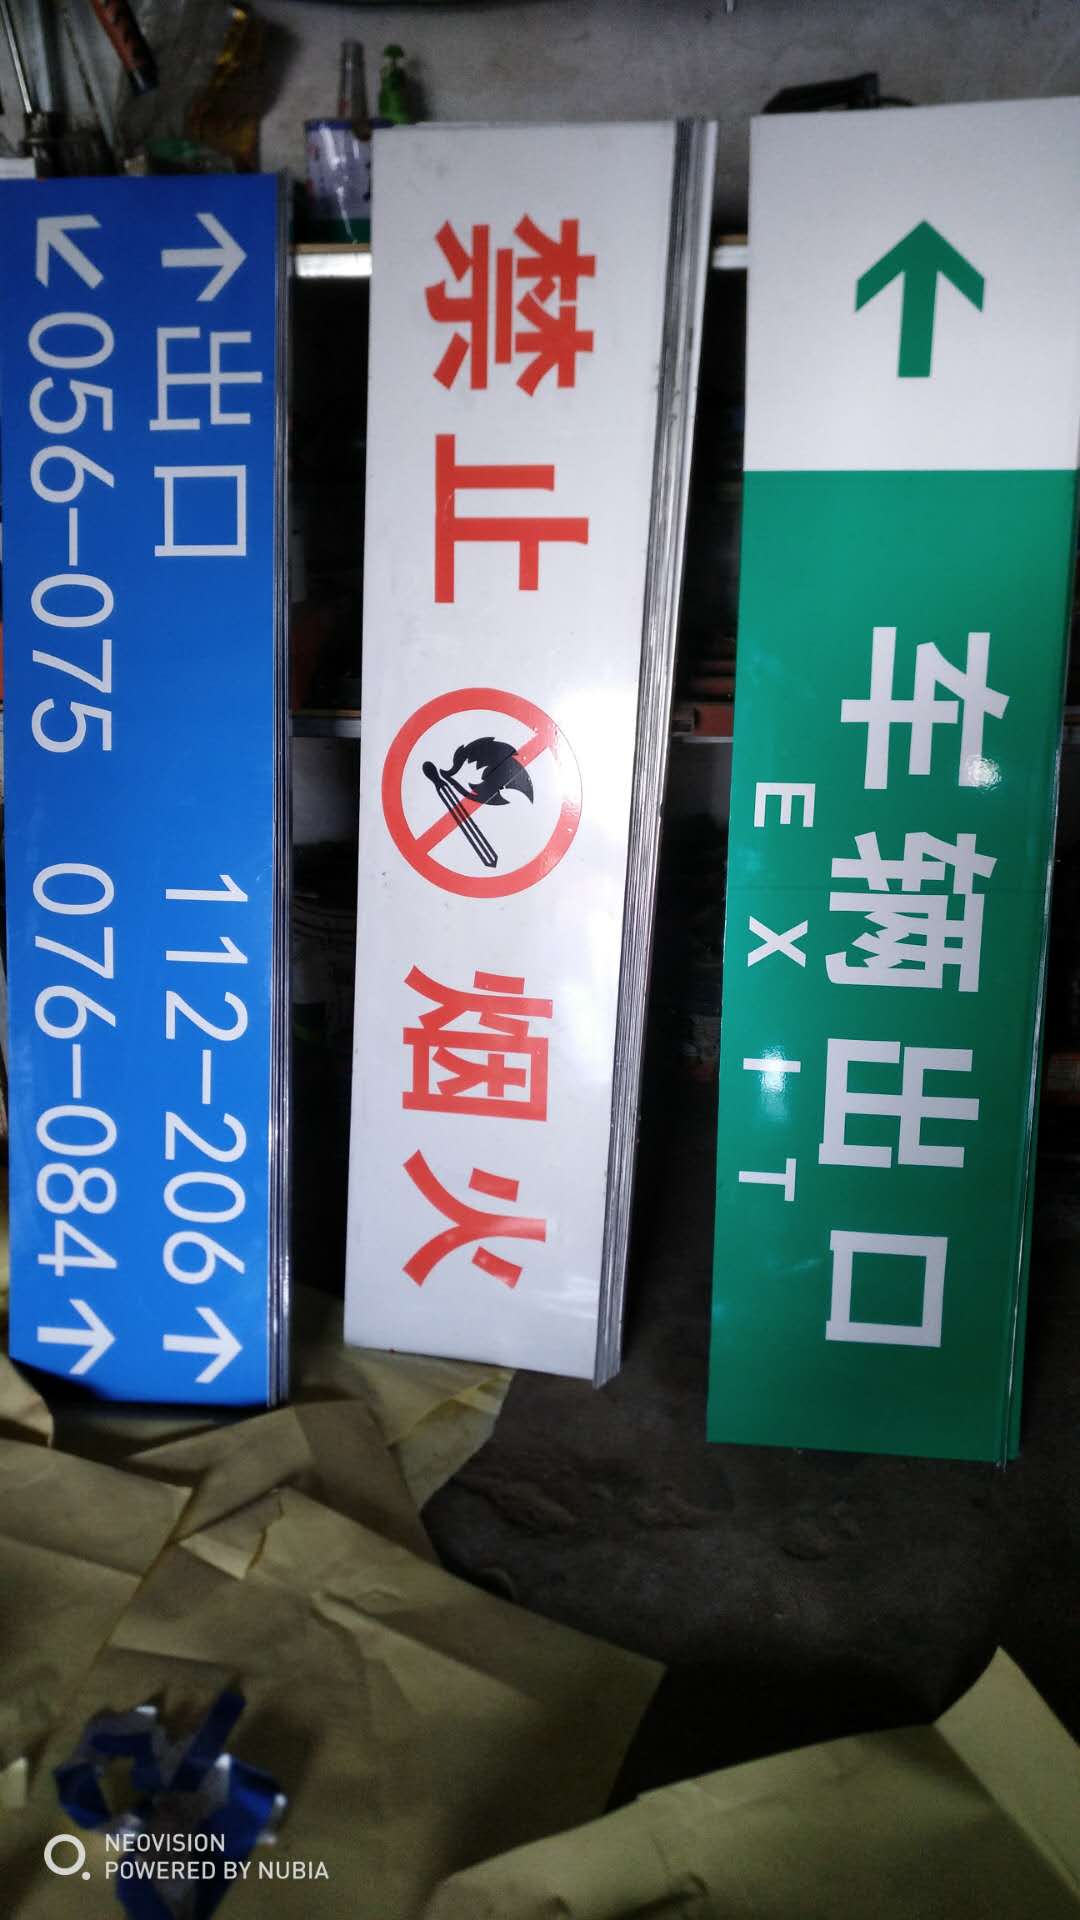 出口 112-206
056-075 076-084
禁止 烟火
车辆出口
EXIT
NEOVISION
POWERED BY NUBIA